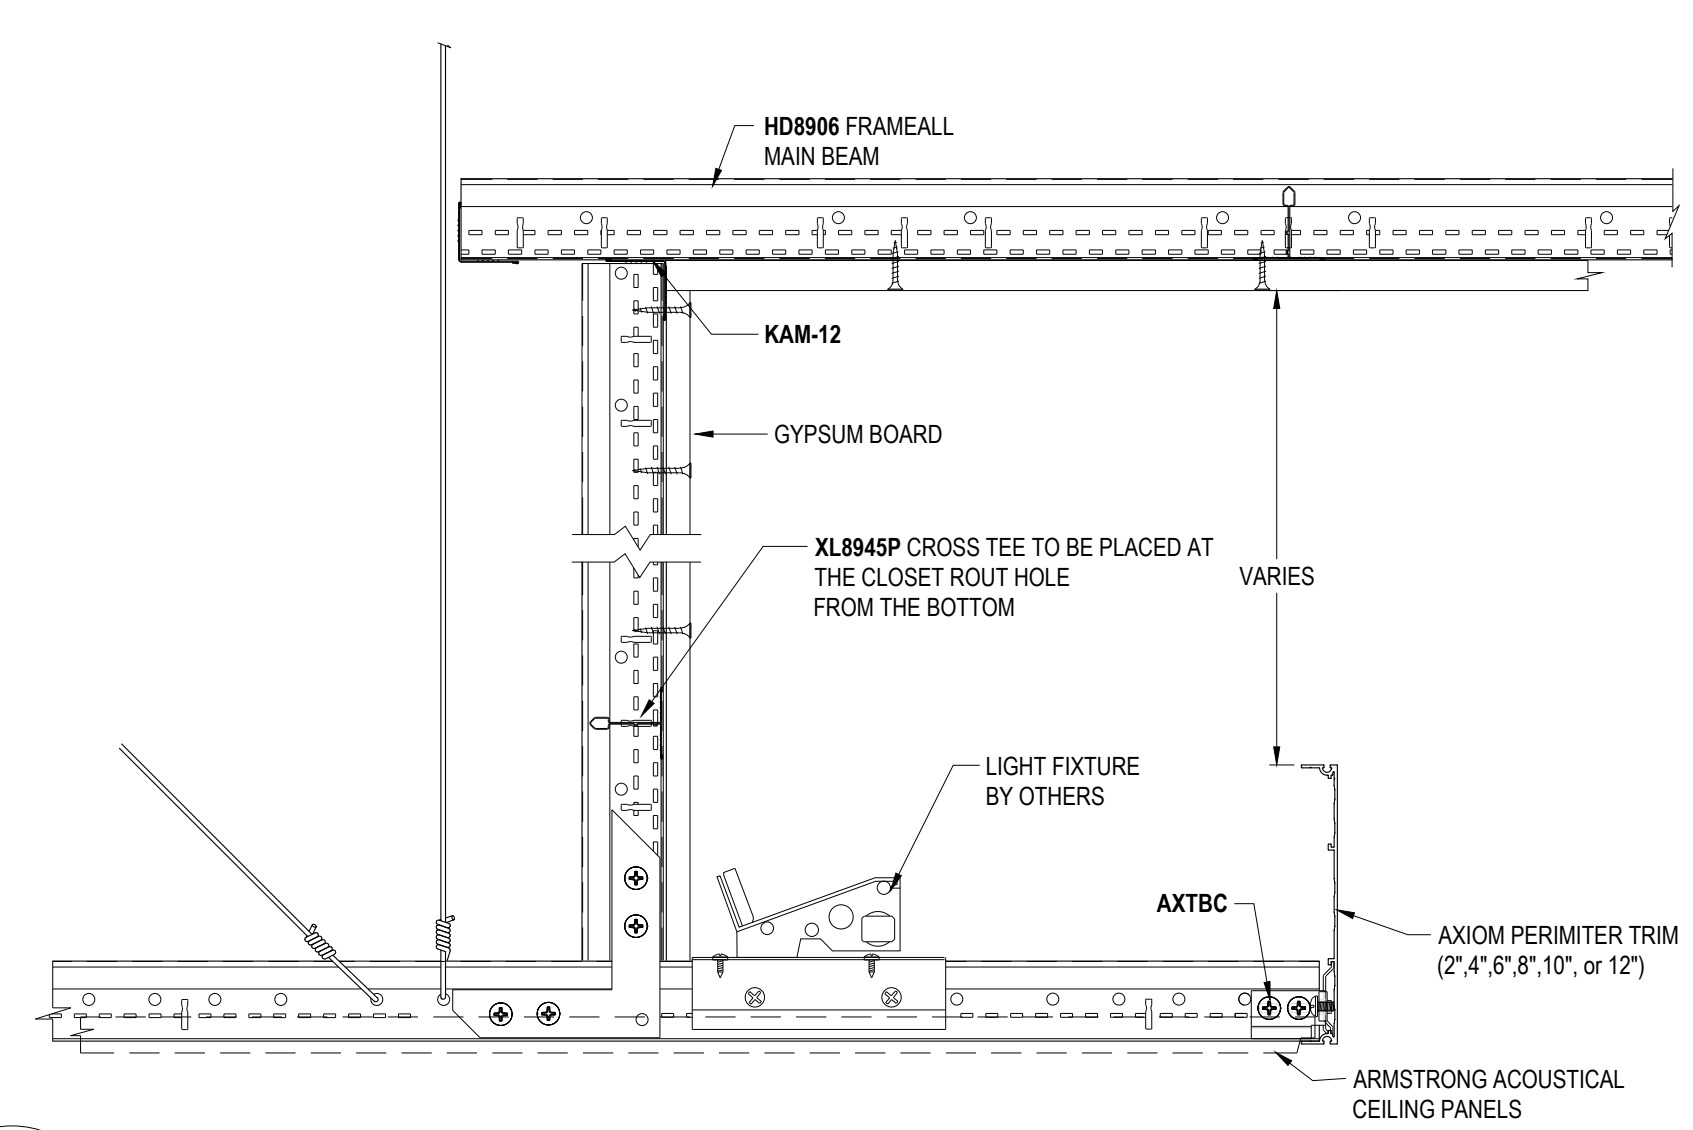 HD8906 FRAMEALL
MAIN BEAM
KAM-12
GYPSUM BOARD
XL8945P CROSS TEE TO BE PLACED AT
THE CLOSET ROUT HOLE
FROM THE BOTTOM
VARIES
LIGHT FIXTURE
BY OTHERS
AXTBC
AXIOM PERIMITER TRIM
(2",4",6",8",10", or 12")
ARMSTRONG ACOUSTICAL
CEILING PANELS